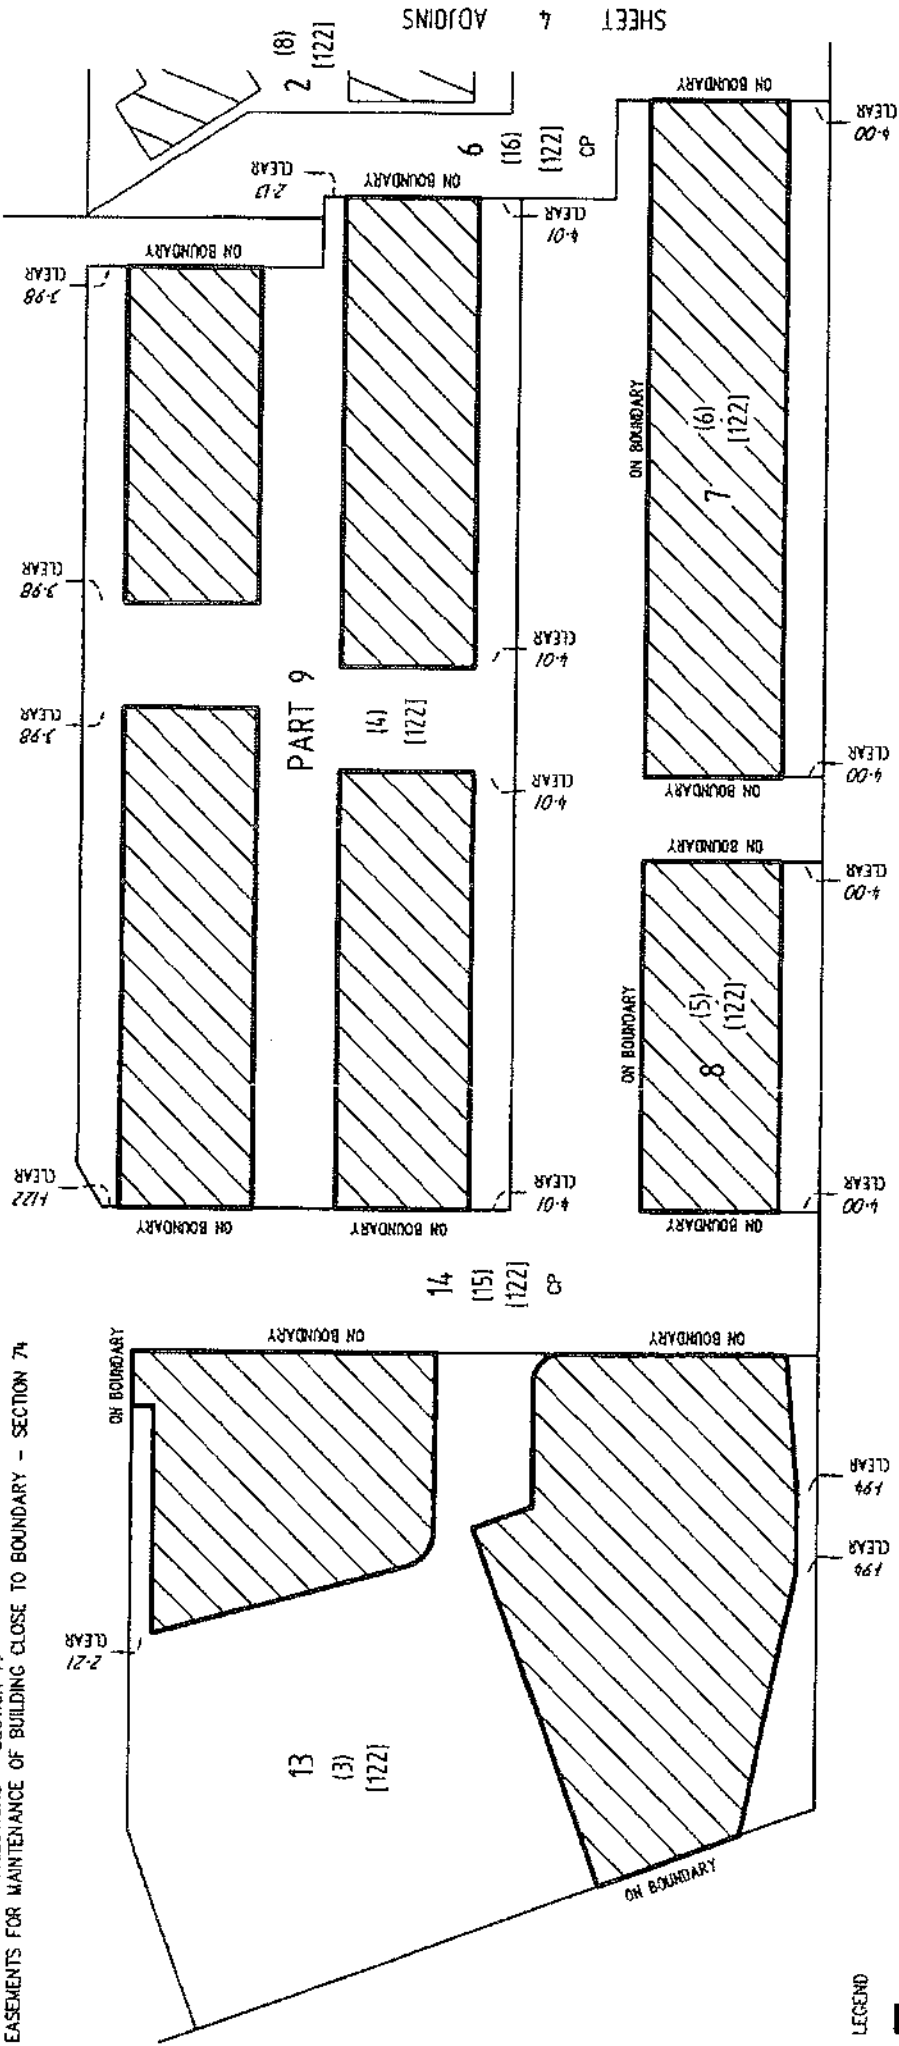 EASEMENTS FOR MAINTENANCE OF BUILDING CLOSE TO BOUNDARY - SECTION 74
SHEET 4 ADJOINS
2
(8)
[122]
6
(16)
[122]
CP
CLEAR
2·13
ON BOUNDARY
CLEAR
4·01
ON BOUNDARY
CLEAR
4·00
CLEAR
3·98
ON BOUNDARY
CLEAR
3·98
CLEAR
3·98
PART 9
(4)
[122]
CLEAR
4·01
CLEAR
4·01
ON BOUNDARY
7
(6)
[122]
ON BOUNDARY
CLEAR
4·00
ON BOUNDARY
CLEAR
4·00
ON BOUNDARY
8
(5)
[122]
CLEAR
ON BOUNDARY
ON BOUNDARY
CLEAR
4·01
ON BOUNDARY
CLEAR
4·00
14
(15)
[122]
CP
ON BOUNDARY
ON BOUNDARY
ON BOUNDARY
CLEAR
1·94
CLEAR
1·94
CLEAR
2·21
13
(3)
[122]
ON BOUNDARY
LEGEND